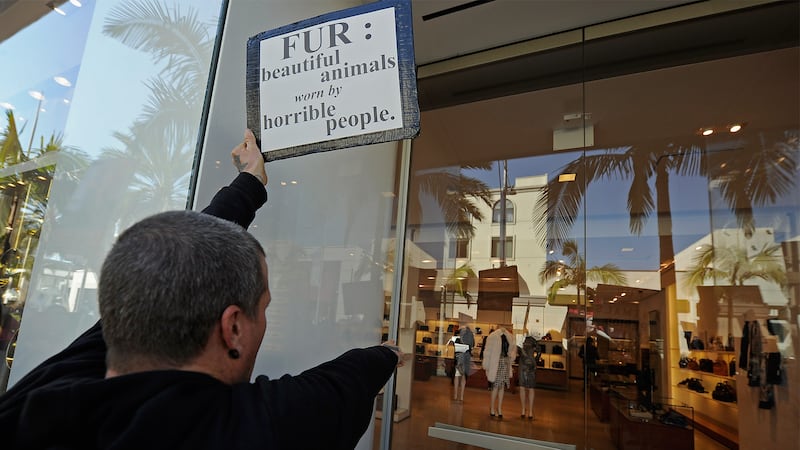 FUR :
beautiful animals
worn by
horrible people.